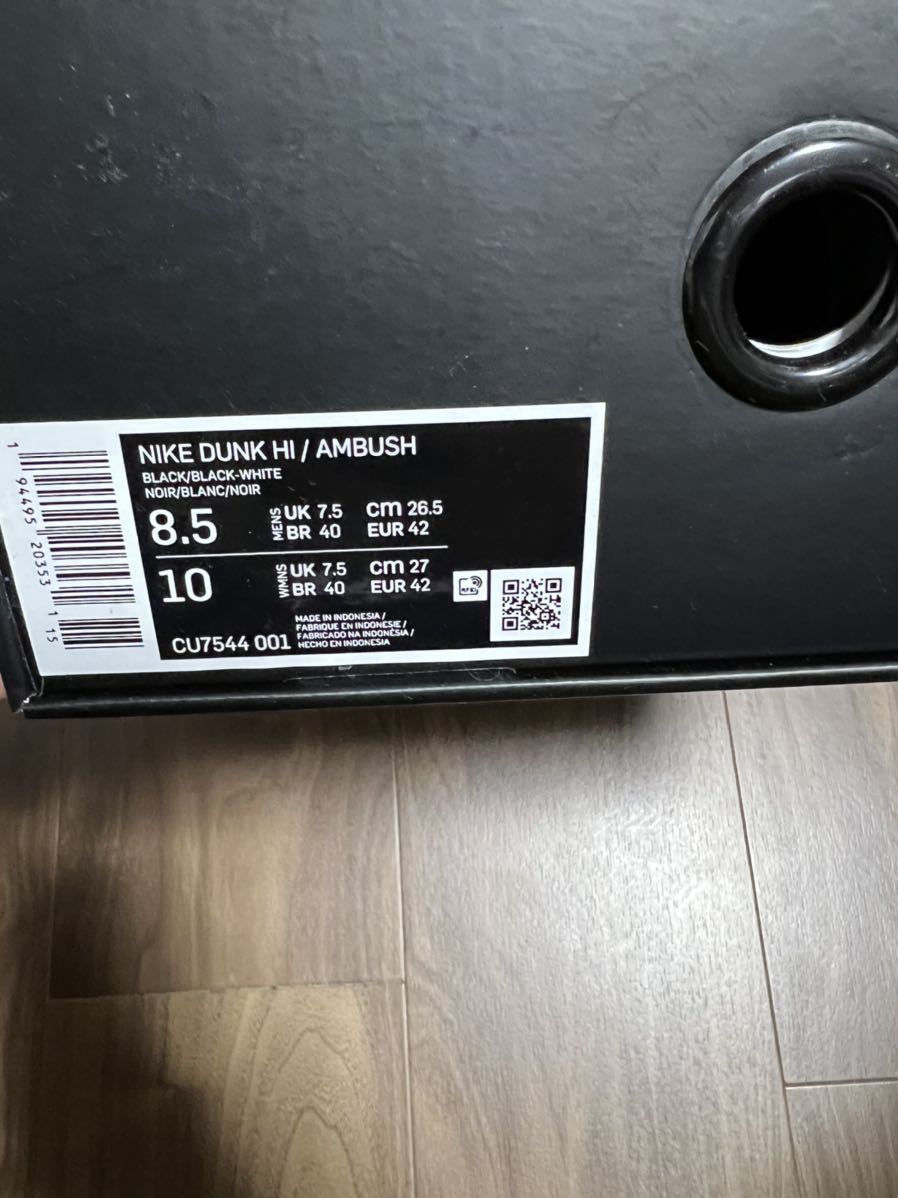 NIKE DUNK HI / AMBUSH
BLACK/BLACK-WHITE
NOIR/BLANC/NOIR
8.5 MENS UK 7.5 cm 26.5
BR 40 EUR 42
10 WMNS UK 7.5 cm 27
BR 40 EUR 42
RFID
CU7544 001
MADE IN INDONESIA /
FABRIQUE EN INDONESIE /
FABRICADO NA INDONÉSIA /
HECHO EN INDONESIA
1 94495 20353 1 15